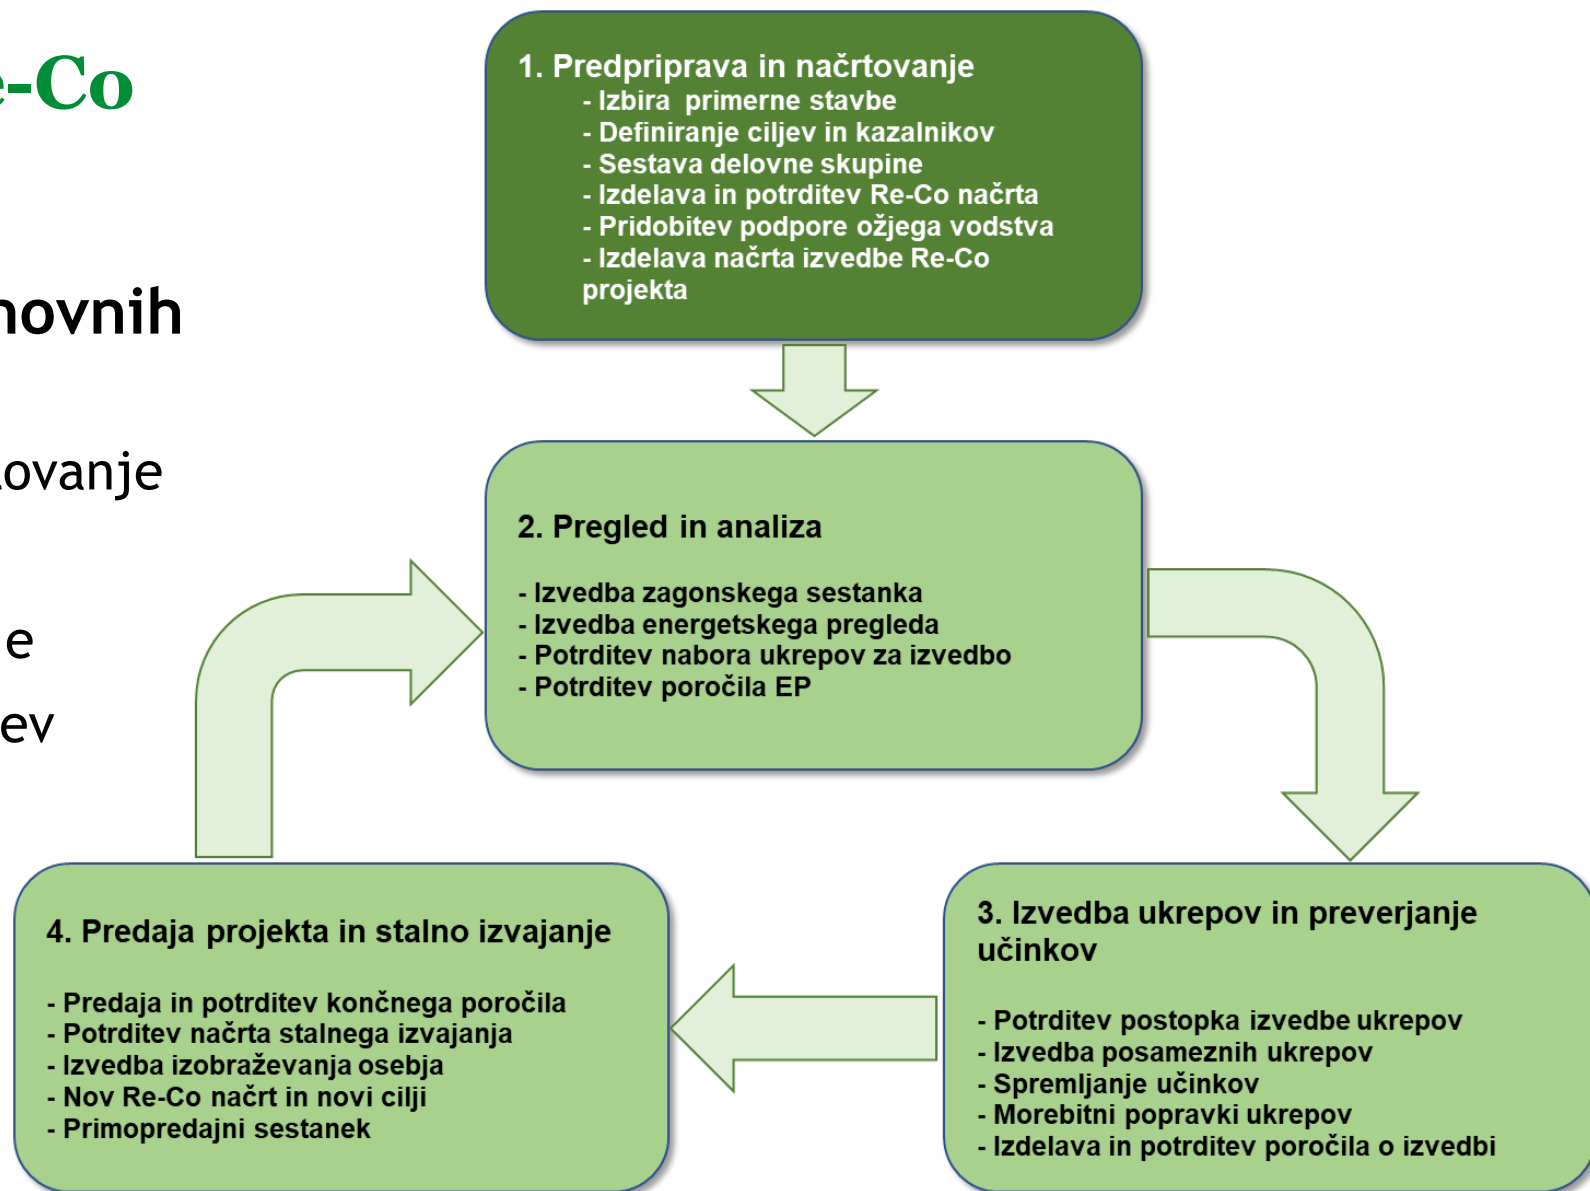 e-Co
novnih
ovanje
e
ev
1. Predpriprava in načrtovanje
- Izbira primerne stavbe
- Definiranje ciljev in kazalnikov
- Sestava delovne skupine
- Izdelava in potrditev Re-Co načrta
- Pridobitev podpore ožjega vodstva
- Izdelava načrta izvedbe Re-Co
projekta
2. Pregled in analiza
- Izvedba zagonskega sestanka
- Izvedba energetskega pregleda
- Potrditev nabora ukrepov za izvedbo
- Potrditev poročila EP
3. Izvedba ukrepov in preverjanje
učinkov
- Potrditev postopka izvedbe ukrepov
- Izvedba posameznih ukrepov
- Spremljanje učinkov
- Morebitni popravki ukrepov
- Izdelava in potrditev poročila o izvedbi
4. Predaja projekta in stalno izvajanje
- Predaja in potrditev končnega poročila
- Potrditev načrta stalnega izvajanja
- Izvedba izobraževanja osebja
- Nov Re-Co načrt in novi cilji
- Primopredajni sestanek